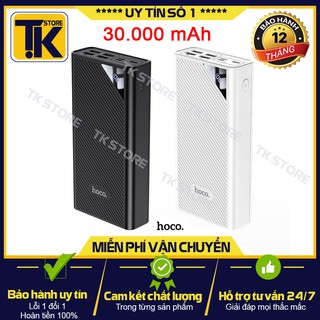 TK
STORE
UY TÍN SỐ 1
BẢO HÀNH
12
THÁNG
30.000 mAh
hoco.
hoco.
TK STORE
TK STORE
hoco.
MIỄN PHÍ VẬN CHUYỂN
Bảo hành uy tín
Lỗi 1 đổi 1
Hoàn tiền 100%
Cam kết chất lượng
Trong từng sản phẩm
Hỗ trợ tư vấn 24/7
Giải đáp mọi thắc mắc